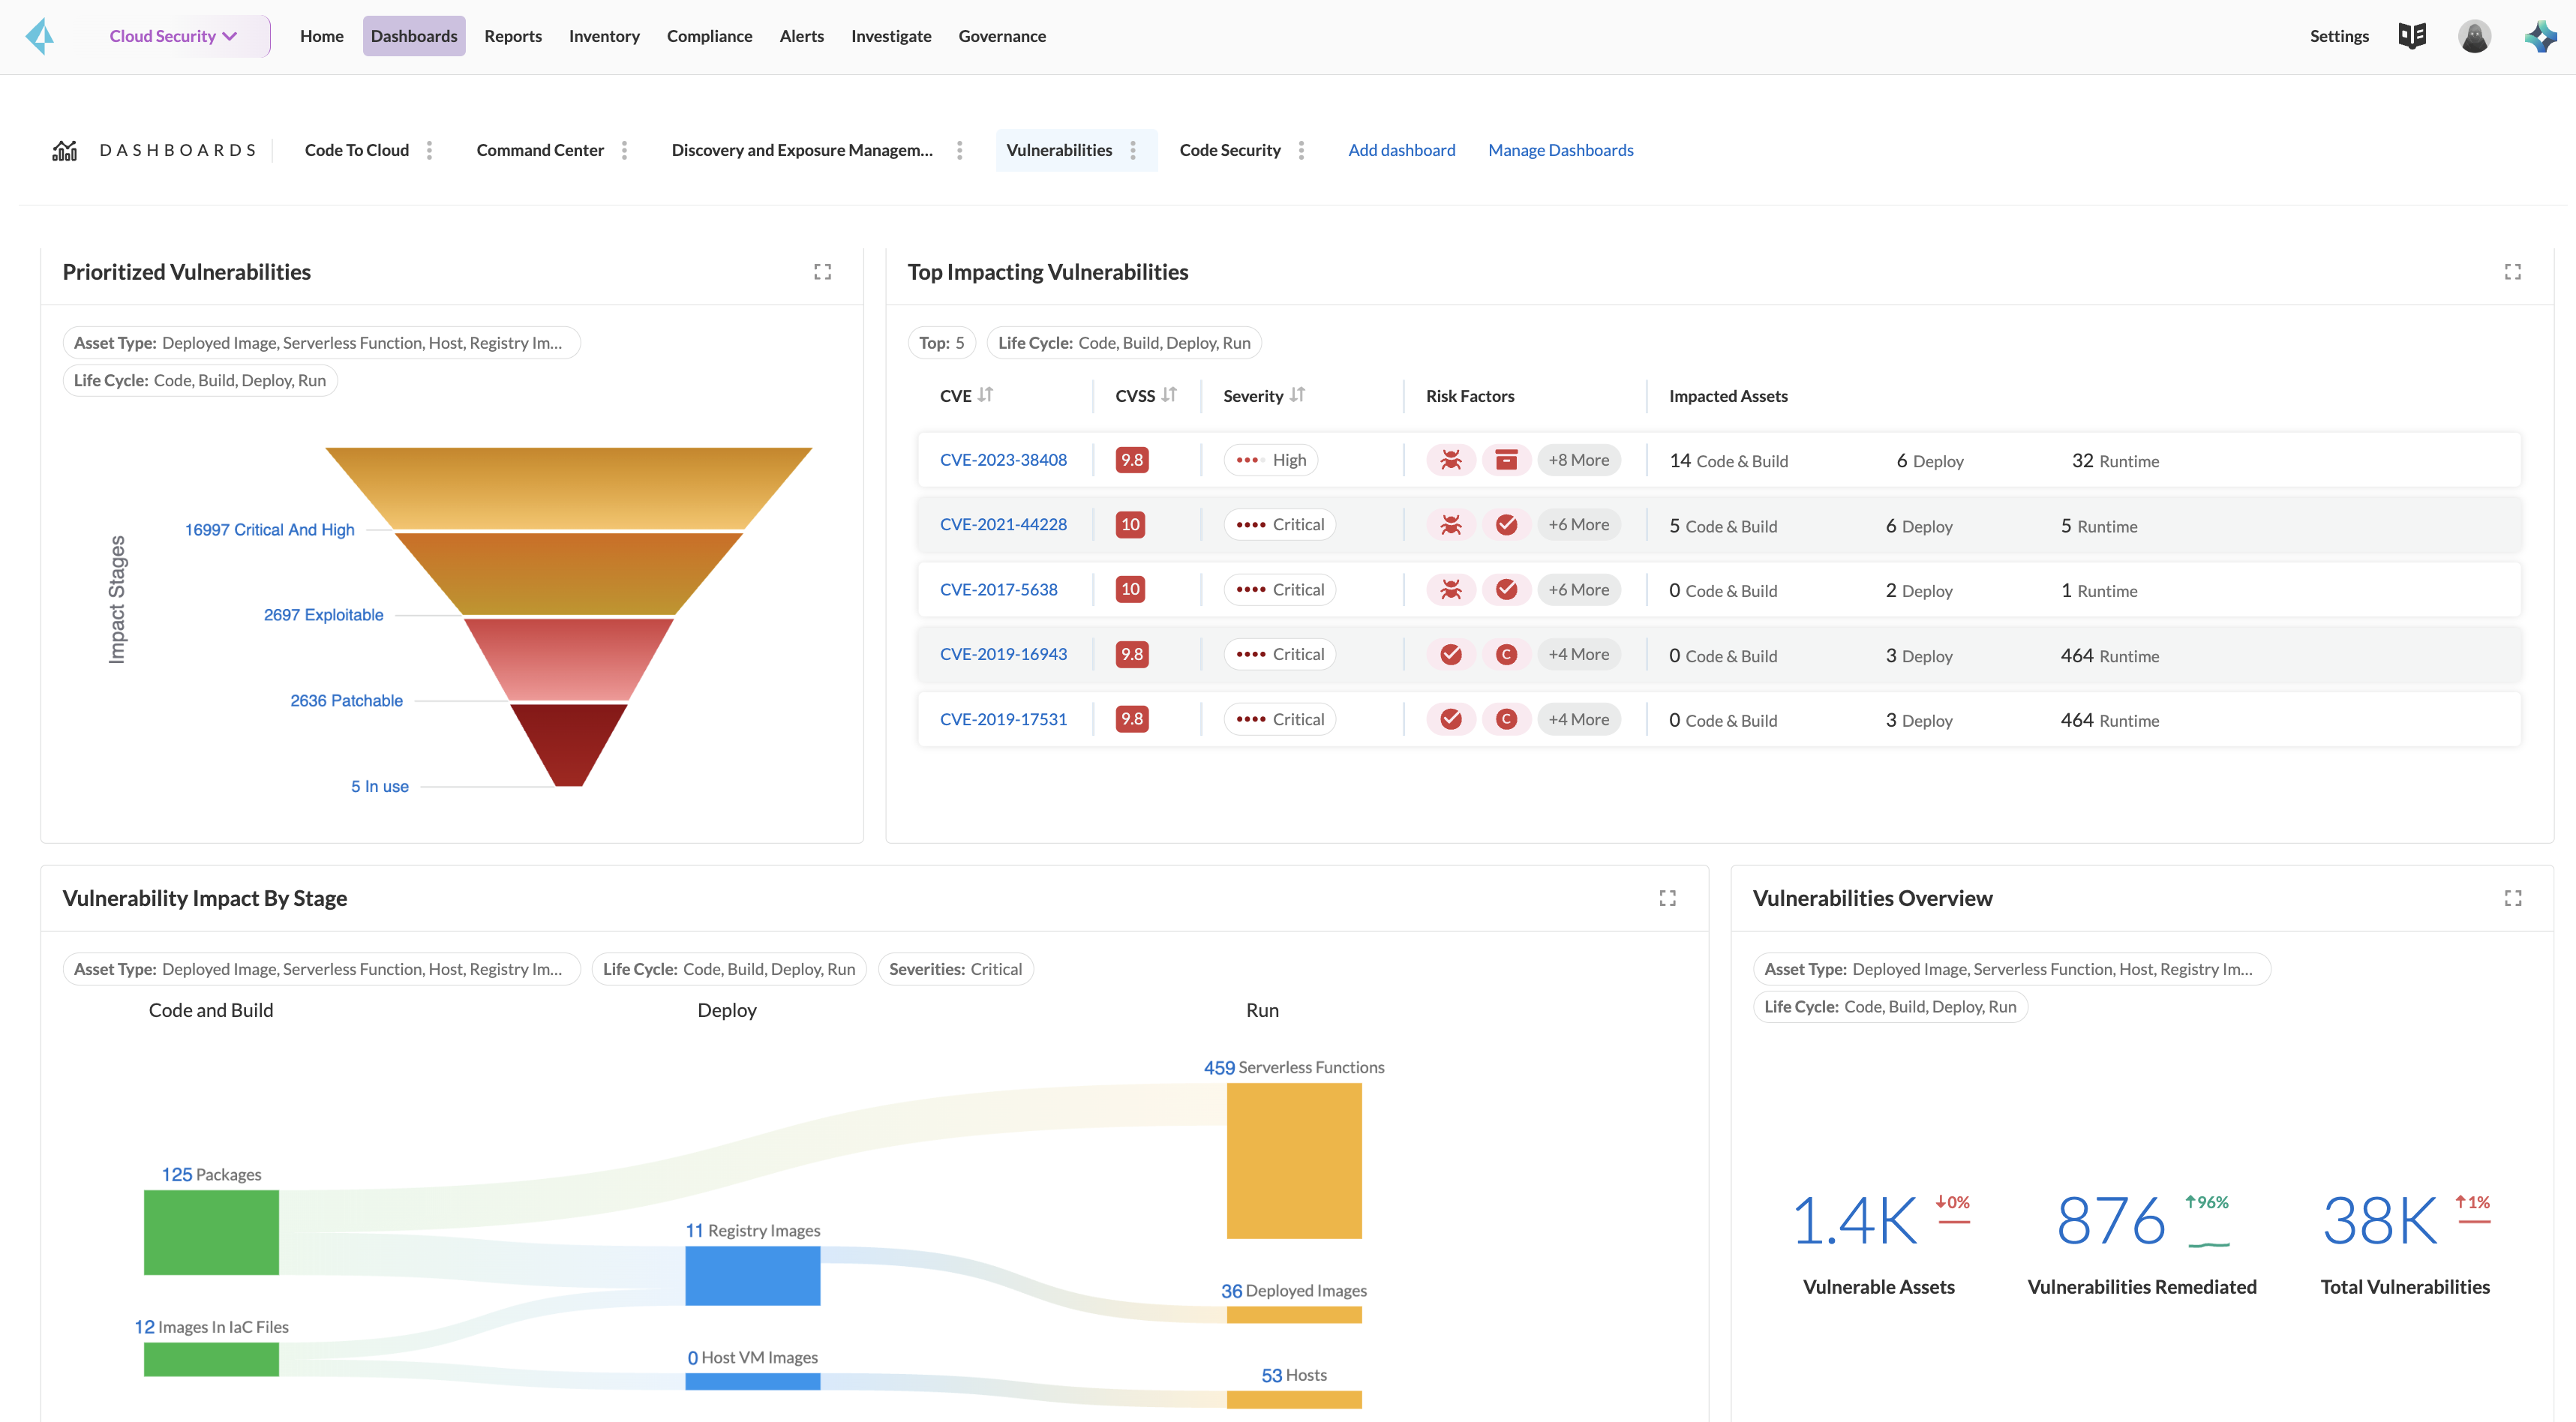 Cloud Security
Home Dashboards Reports Inventory Compliance Alerts Investigate Governance
Settings
DASHBOARDS Code To Cloud Command Center Discovery and Exposure Managem... Vulnerabilities Code Security Add dashboard Manage Dashboards
Prioritized Vulnerabilities
Asset Type: Deployed Image, Serverless Function, Host, Registry Im...
Life Cycle: Code, Build, Deploy, Run
Impact Stages
16997 Critical And High
2697 Exploitable
2636 Patchable
5 In use
Top Impacting Vulnerabilities
Top: 5 Life Cycle: Code, Build, Deploy, Run
CVE CVSS Severity Risk Factors Impacted Assets
CVE-2023-38408 9.8 High +8 More 14 Code & Build 6 Deploy 32 Runtime
CVE-2021-44228 10 Critical +6 More 5 Code & Build 6 Deploy 5 Runtime
CVE-2017-5638 10 Critical +6 More 0 Code & Build 2 Deploy 1 Runtime
CVE-2019-16943 9.8 Critical C +4 More 0 Code & Build 3 Deploy 464 Runtime
CVE-2019-17531 9.8 Critical C +4 More 0 Code & Build 3 Deploy 464 Runtime
Vulnerability Impact By Stage
Asset Type: Deployed Image, Serverless Function, Host, Registry Im... Life Cycle: Code, Build, Deploy, Run Severities: Critical
Code and Build Deploy Run
459 Serverless Functions
125 Packages
11 Registry Images
36 Deployed Images
12 Images In IaC Files
0 Host VM Images
53 Hosts
Vulnerabilities Overview
Asset Type: Deployed Image, Serverless Function, Host, Registry Im...
Life Cycle: Code, Build, Deploy, Run
1.4K ↓0% 876 ↑96% 38K ↑1%
Vulnerable Assets Vulnerabilities Remediated Total Vulnerabilities